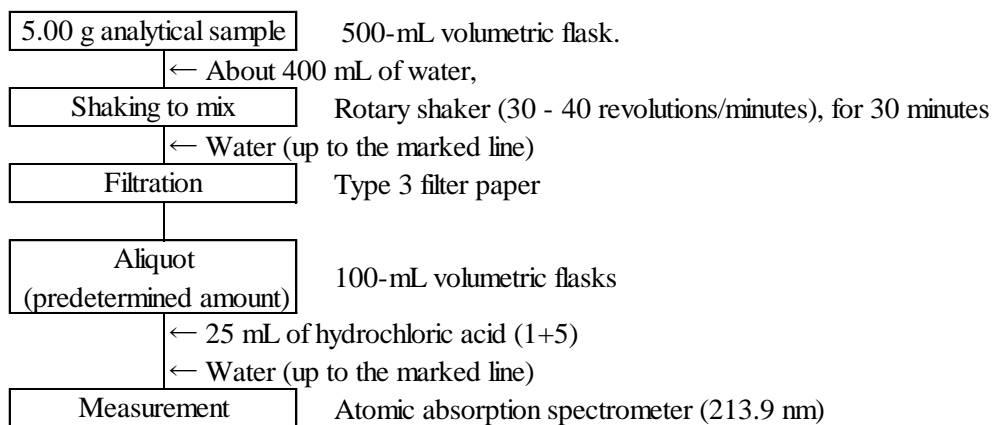 5.00 g analytical sample 500-mL volumetric flask.
← About 400 mL of water,
Shaking to mix Rotary shaker (30 - 40 revolutions/minutes), for 30 minutes
← Water (up to the marked line)
Filtration Type 3 filter paper
Aliquot
(predetermined amount) 100-mL volumetric flasks
← 25 mL of hydrochloric acid (1+5)
← Water (up to the marked line)
Measurement Atomic absorption spectrometer (213.9 nm)